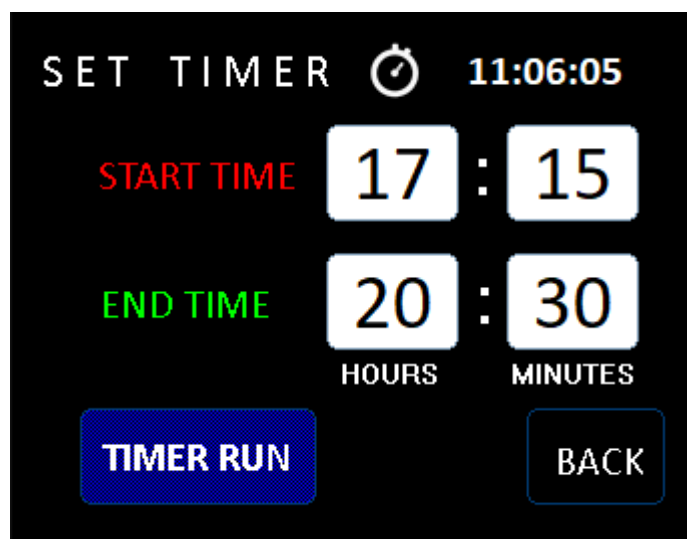 SET TIMER 11:06:05
START TIME 17 : 15
END TIME 20 : 30
HOURS MINUTES
TIMER RUN BACK